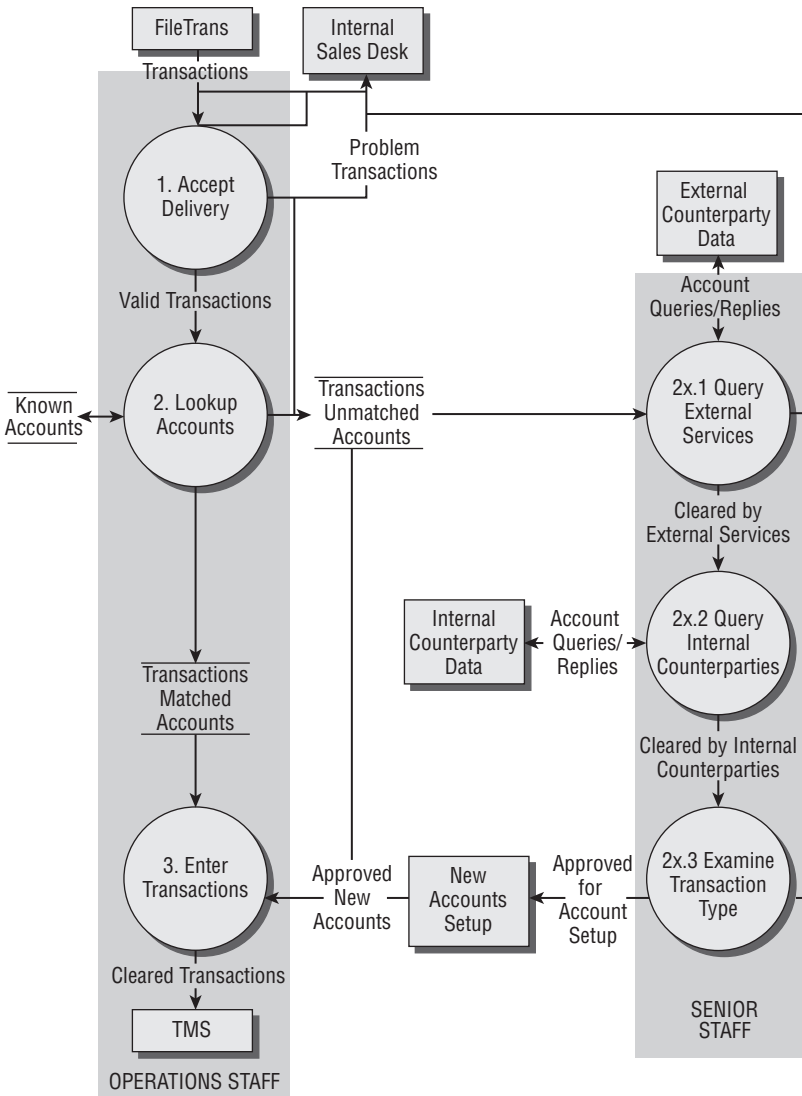 FileTrans
Internal
Sales Desk
Transactions
Problem
Transactions
1. Accept
Delivery
External
Counterparty
Data
Valid Transactions
Account
Queries/Replies
Known
Accounts
2. Lookup
Accounts
Transactions
Unmatched
Accounts
2x.1 Query
External
Services
Cleared by
External Services
Internal
Counterparty
Data
Account
Queries/
Replies
2x.2 Query
Internal
Counterparties
Transactions
Matched
Accounts
Cleared by Internal
Counterparties
3. Enter
Transactions
Approved
New
Accounts
New
Accounts
Setup
Approved
for
Account
Setup
2x.3 Examine
Transaction
Type
Cleared Transactions
TMS
OPERATIONS STAFF
SENIOR
STAFF